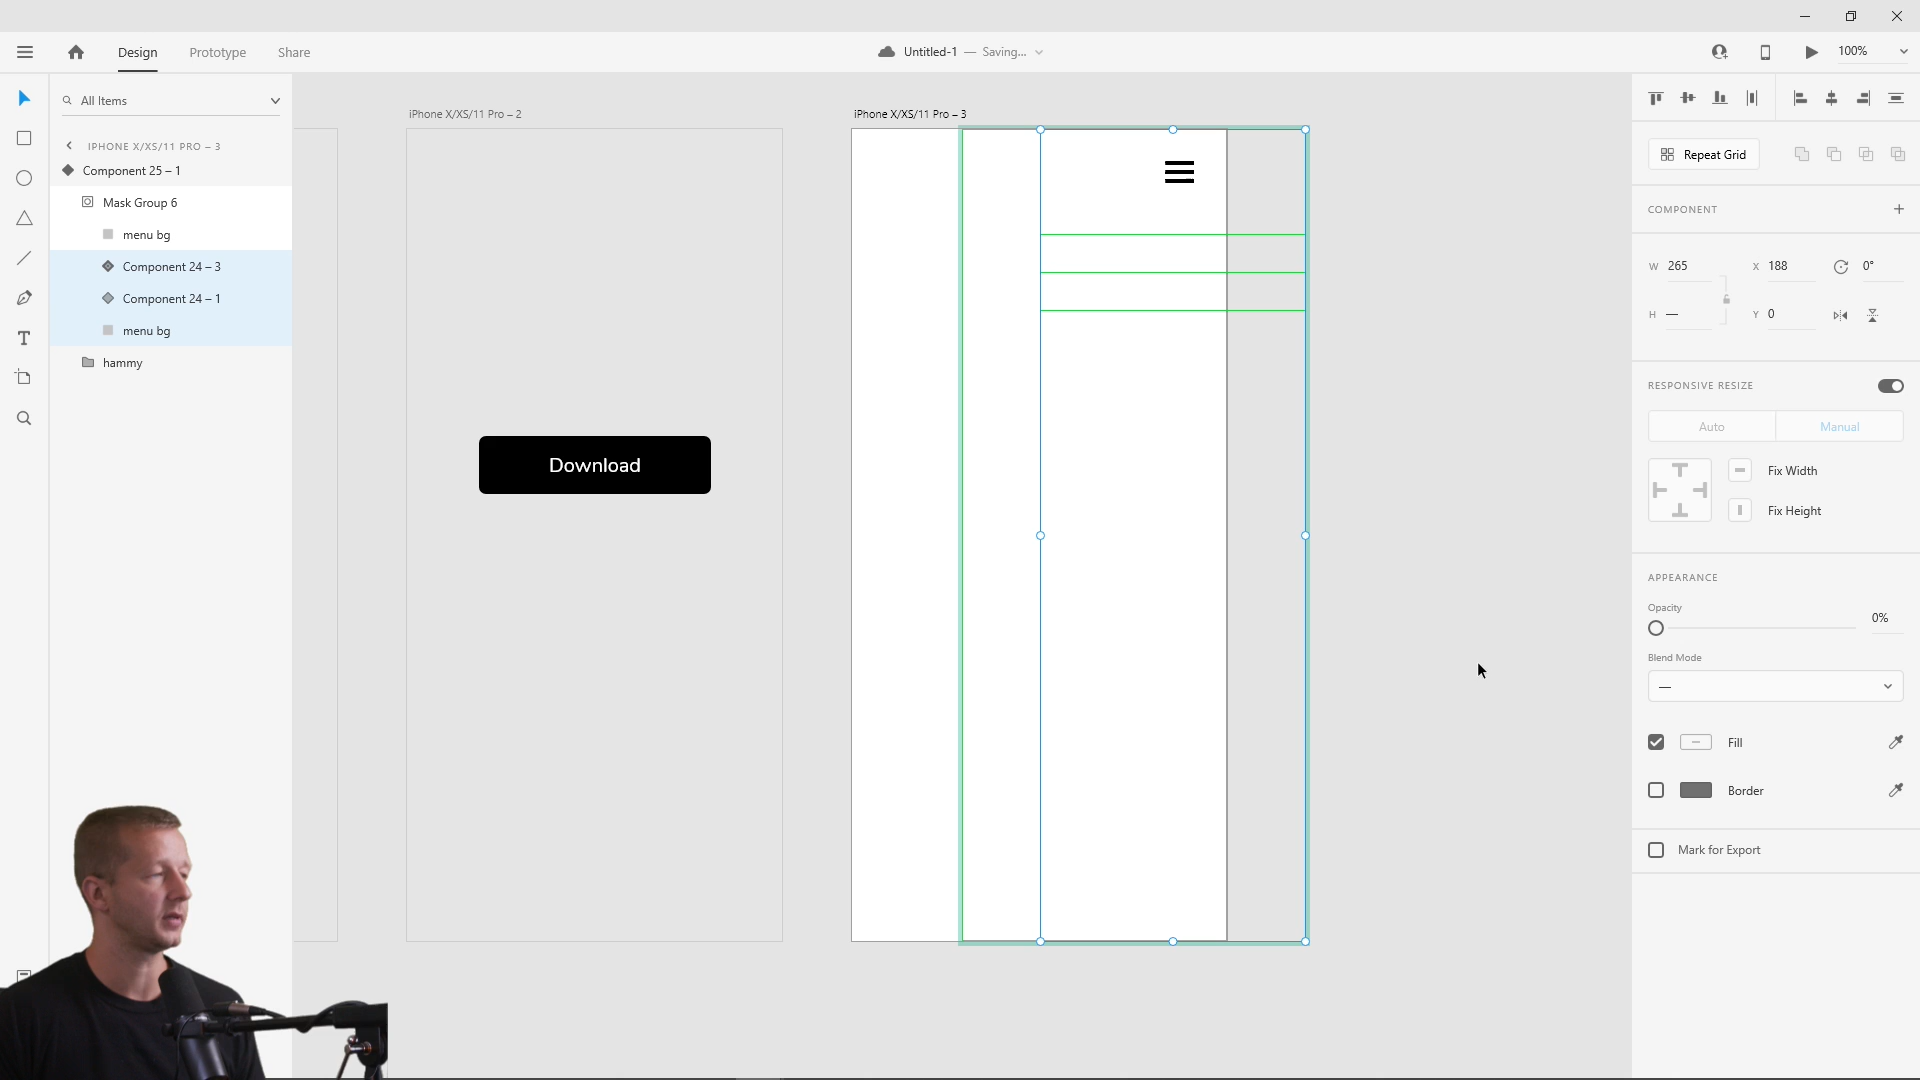 Design
Prototype
Share
Untitled-1 — Saving...
100%
All Items
IPHONE X/XS/11 PRO – 3
Component 25 – 1
Mask Group 6
menu bg
Component 24 – 3
Component 24 – 1
menu bg
hammy
iPhone X/XS/11 Pro – 2
Download
iPhone X/XS/11 Pro – 3
Repeat Grid
COMPONENT
W 265
X 188
0°
H —
Y 0
RESPONSIVE RESIZE
Auto
Manual
Fix Width
Fix Height
APPEARANCE
Opacity
0%
Blend Mode
—
Fill
Border
Mark for Export